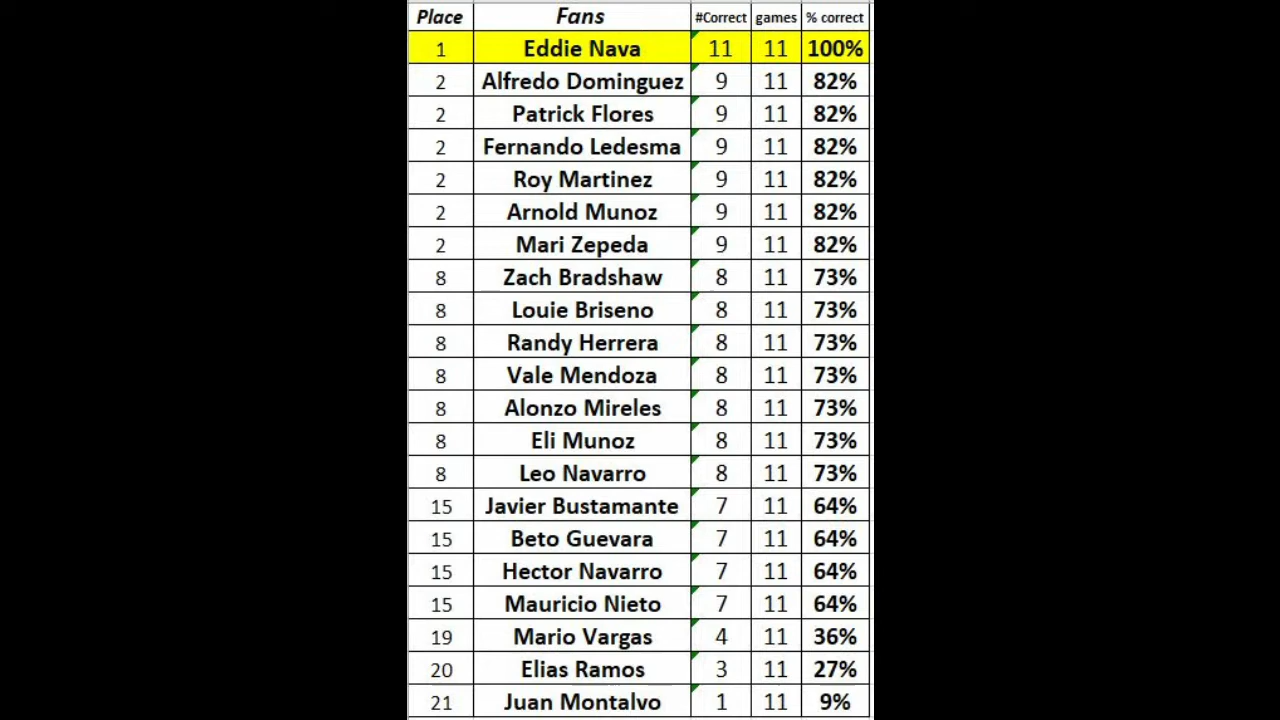 Place Fans #Correct games % correct
1 Eddie Nava 11 11 100%
2 Alfredo Dominguez 9 11 82%
2 Patrick Flores 9 11 82%
2 Fernando Ledesma 9 11 82%
2 Roy Martinez 9 11 82%
2 Arnold Munoz 9 11 82%
2 Mari Zepeda 9 11 82%
8 Zach Bradshaw 8 11 73%
8 Louie Briseno 8 11 73%
8 Randy Herrera 8 11 73%
8 Vale Mendoza 8 11 73%
8 Alonzo Mireles 8 11 73%
8 Eli Munoz 8 11 73%
8 Leo Navarro 8 11 73%
15 Javier Bustamante 7 11 64%
15 Beto Guevara 7 11 64%
15 Hector Navarro 7 11 64%
15 Mauricio Nieto 7 11 64%
19 Mario Vargas 4 11 36%
20 Elias Ramos 3 11 27%
21 Juan Montalvo 1 11 9%